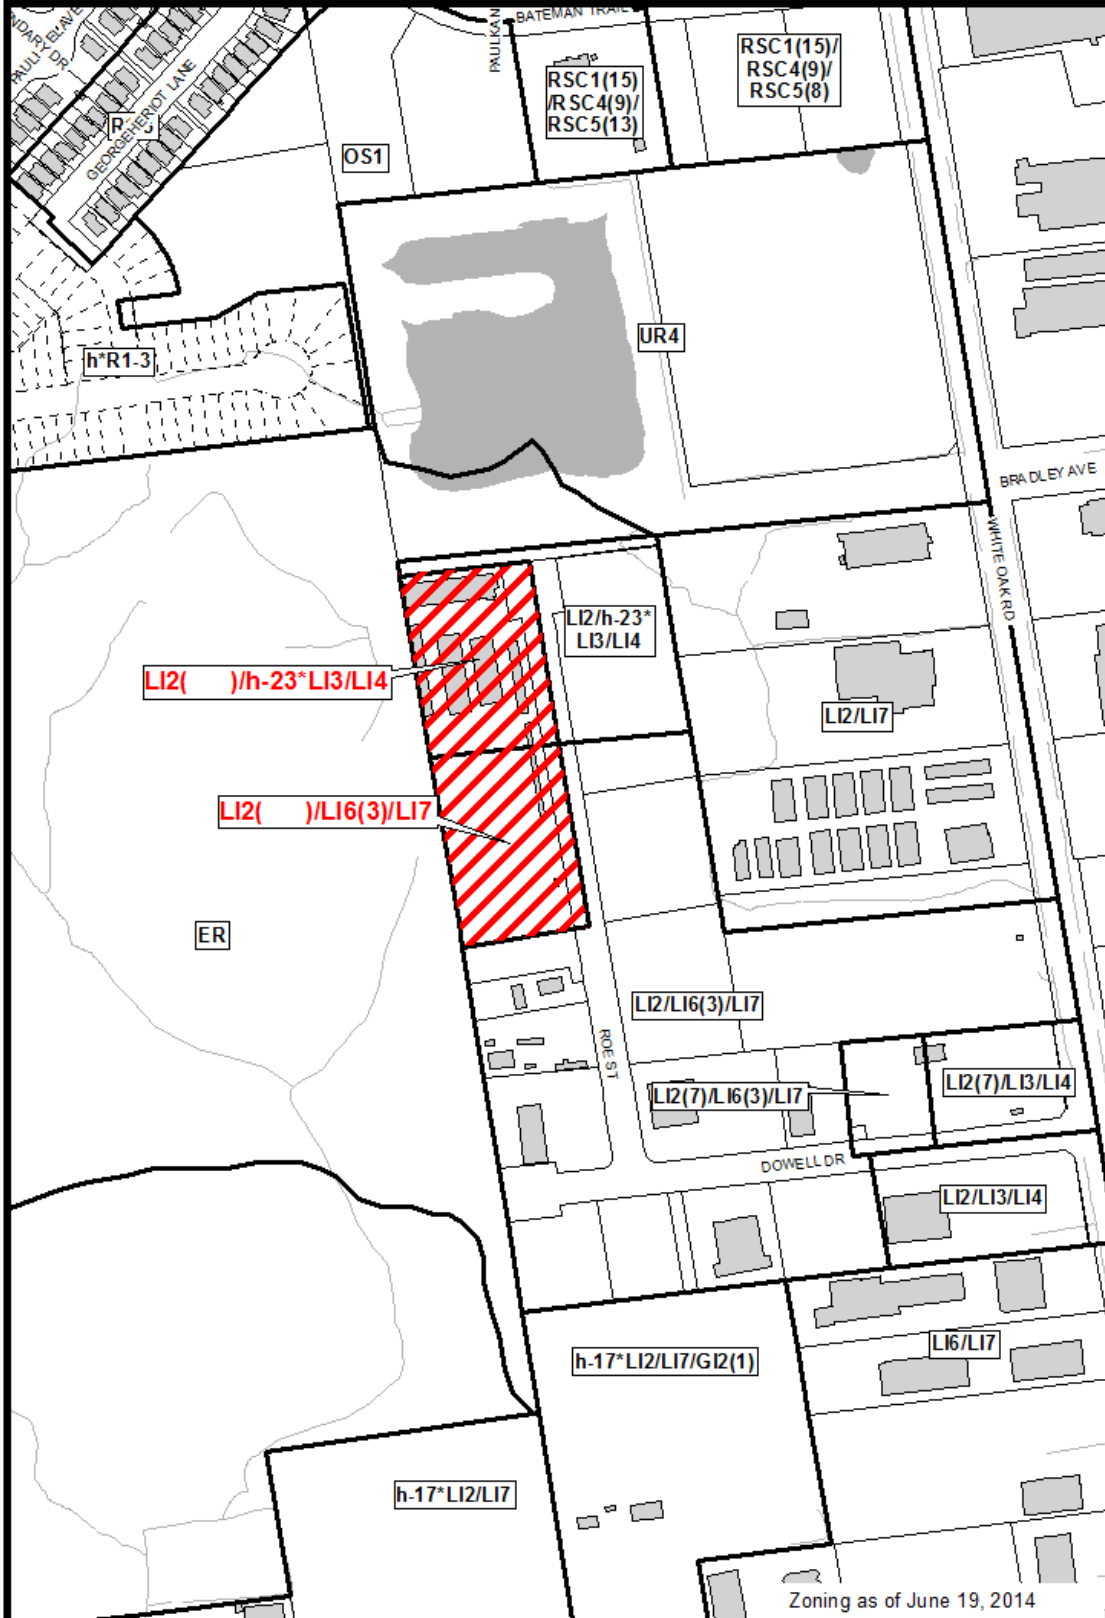 BATEMAN TRAIL
PAULKAN
PAULI
GEORGEHERIOT LANE
RSC1(15)
/RSC4(9)/
RSC5(13)
RSC1(15)/
RSC4(9)/
RSC5(8)
OS1
UR4
h*R1-3
BRADLEY AVE
WHITE OAK RD
LI2/h-23*
LI3/LI4
LI2( )/h-23*LI3/LI4
LI2/LI7
LI2( )/LI6(3)/LI7
ER
LI2/LI6(3)/LI7
ROE ST
LI2(7)/LI6(3)/LI7
LI2(7)/LI3/LI4
DOWELL DR
LI2/LI3/LI4
LI6/LI7
h-17*LI2/LI7/GI2(1)
h-17*LI2/LI7
Zoning as of June 19, 2014